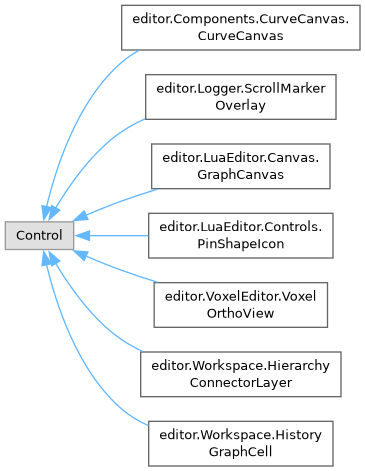 editor.Components.CurveCanvas.
CurveCanvas
editor.Logger.ScrollMarker
Overlay
editor.LuaEditor.Canvas.
GraphCanvas
Control
editor.LuaEditor.Controls.
PinShapeIcon
editor.VoxelEditor.Voxel
OrthoView
editor.Workspace.Hierarchy
ConnectorLayer
editor.Workspace.History
GraphCell